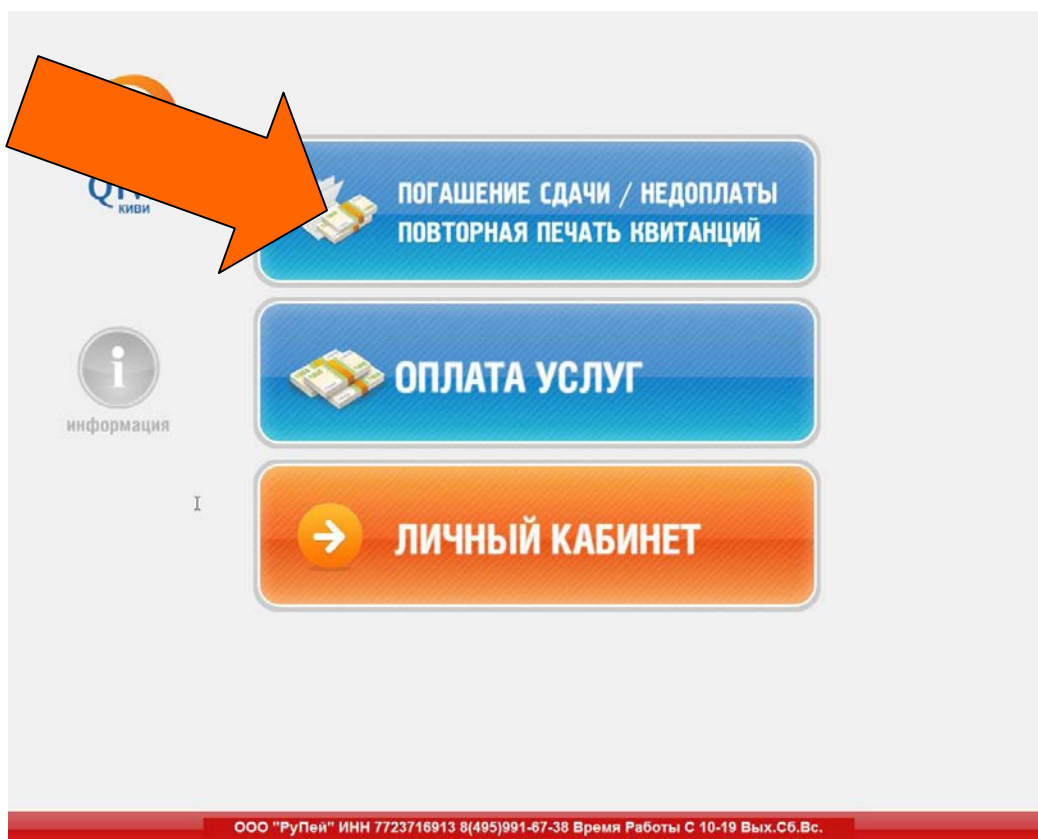 КИВИ
ПОГАШЕНИЕ СДАЧИ / НЕДОПЛАТЫ
ПОВТОРНАЯ ПЕЧАТЬ КВИТАНЦИЙ
ОПЛАТА УСЛУГ
информация
ЛИЧНЫЙ КАБИНЕТ
ООО "РуПей" ИНН 7723716913 8(495)991-67-38 Время Работы С 10-19 Вых.Сб.Вс.